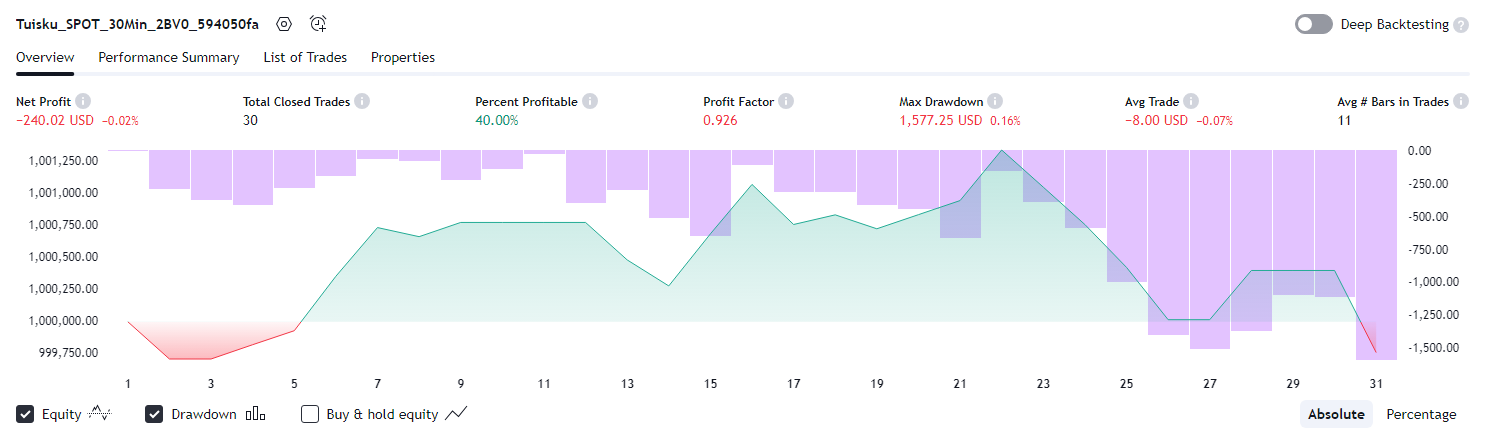 Tuisku_SPOT_30Min_2BV0_594050fa Deep Backtesting ?
Overview Performance Summary List of Trades Properties
Net Profit i Total Closed Trades i Percent Profitable i Profit Factor i Max Drawdown i Avg Trade i Avg # Bars in Trades i
−240.02 USD −0.02% 30 40.00% 0.926 1,577.25 USD 0.16% −8.00 USD −0.07% 11
1,001,250.00 0.00
1,001,000.00 -250.00
1,000,750.00 -500.00
1,000,500.00 -750.00
1,000,250.00 -1,000.00
1,000,000.00 -1,250.00
999,750.00 -1,500.00
1 3 5 7 9 11 13 15 17 19 21 23 25 27 29 31
Equity Drawdown Buy & hold equity Absolute Percentage